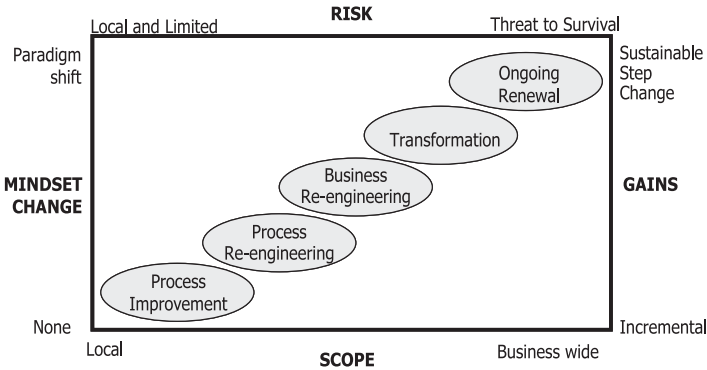 RISK
Local and Limited
Threat to Survival
Paradigm
shift
Sustainable
Step
Change
Ongoing
Renewal
Transformation
Business
Re-engineering
MINDSET
CHANGE
GAINS
Process
Re-engineering
Process
Improvement
None
Incremental
Local
Business wide
SCOPE